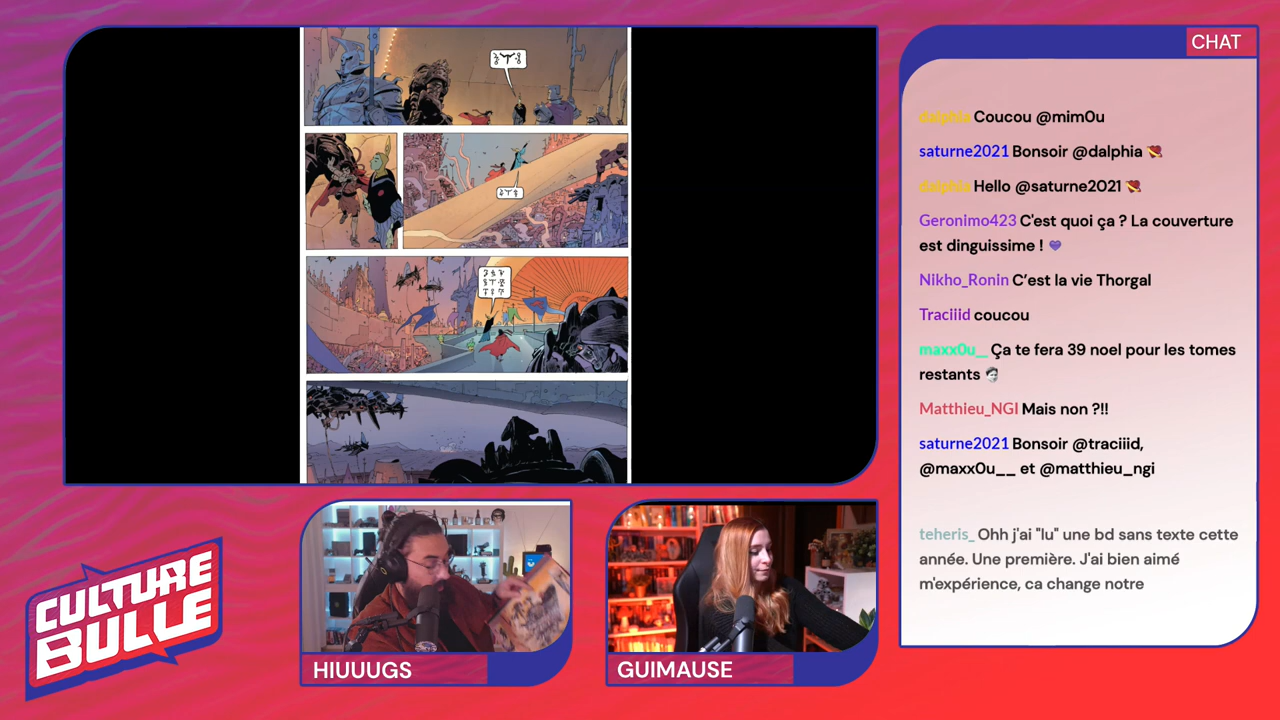 CHAT
dalphia Coucou @mim0u
saturne2021 Bonsoir @dalphia
dalphia Hello @saturne2021
Geronimo423 C'est quoi ça ? La couverture
est dinguissime !
Nikho_Ronin C’est la vie Thorgal
Traciiid coucou
maxx0u__ Ça te fera 39 noel pour les tomes
restants
Matthieu_NGI Mais non ?!!
saturne2021 Bonsoir @traciiid,
@maxx0u__ et @matthieu_ngi
teheris_ Ohh j'ai "lu" une bd sans texte cette
année. Une première. J'ai bien aimé
m'expérience, ca change notre
CULTURE
BULLE
HIUUUGS
GUIMAUSE